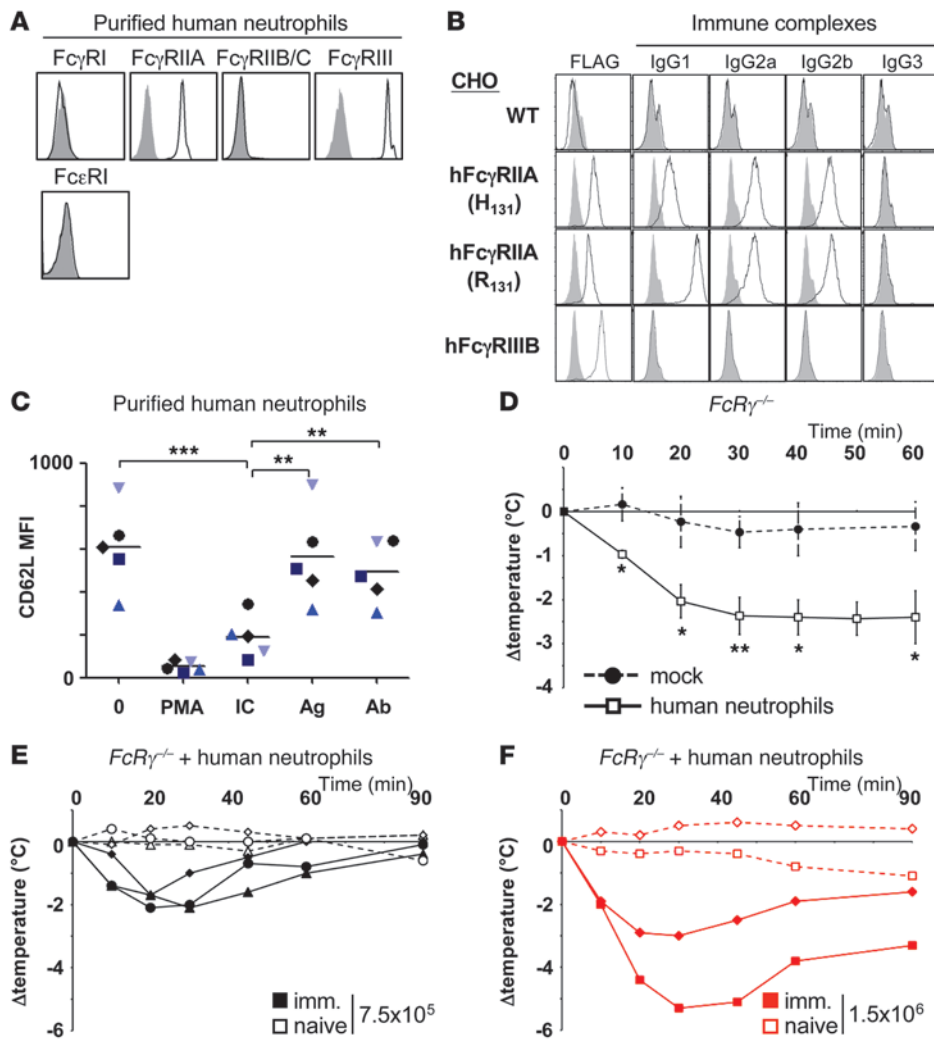 A
Purified human neutrophils
FcγRI FcγRIIA FcγRIIB/C FcγRIII
FcεRI
B
Immune complexes
CHO FLAG IgG1 IgG2a IgG2b IgG3
WT
hFcγRIIA
(H131)
hFcγRIIA
(R131)
hFcγRIIIB
C
Purified human neutrophils
*** ** **
1000
CD62L MFI
0
0 PMA IC Ag Ab
D
FcRγ–/–
Time (min)
0 10 20 30 40 50 60
Δtemperature (°C)
0
-1
-2
-3
-4
* * ** * *
mock
human neutrophils
E
FcRγ–/– + human neutrophils
Time (min)
0 20 40 60 90
Δtemperature (°C)
0
-2
-4
-6
imm.
naive
7.5x10⁵
F
FcRγ–/– + human neutrophils
Time (min)
0 20 40 60 90
Δtemperature (°C)
0
-2
-4
-6
imm.
naive
1.5x10⁶